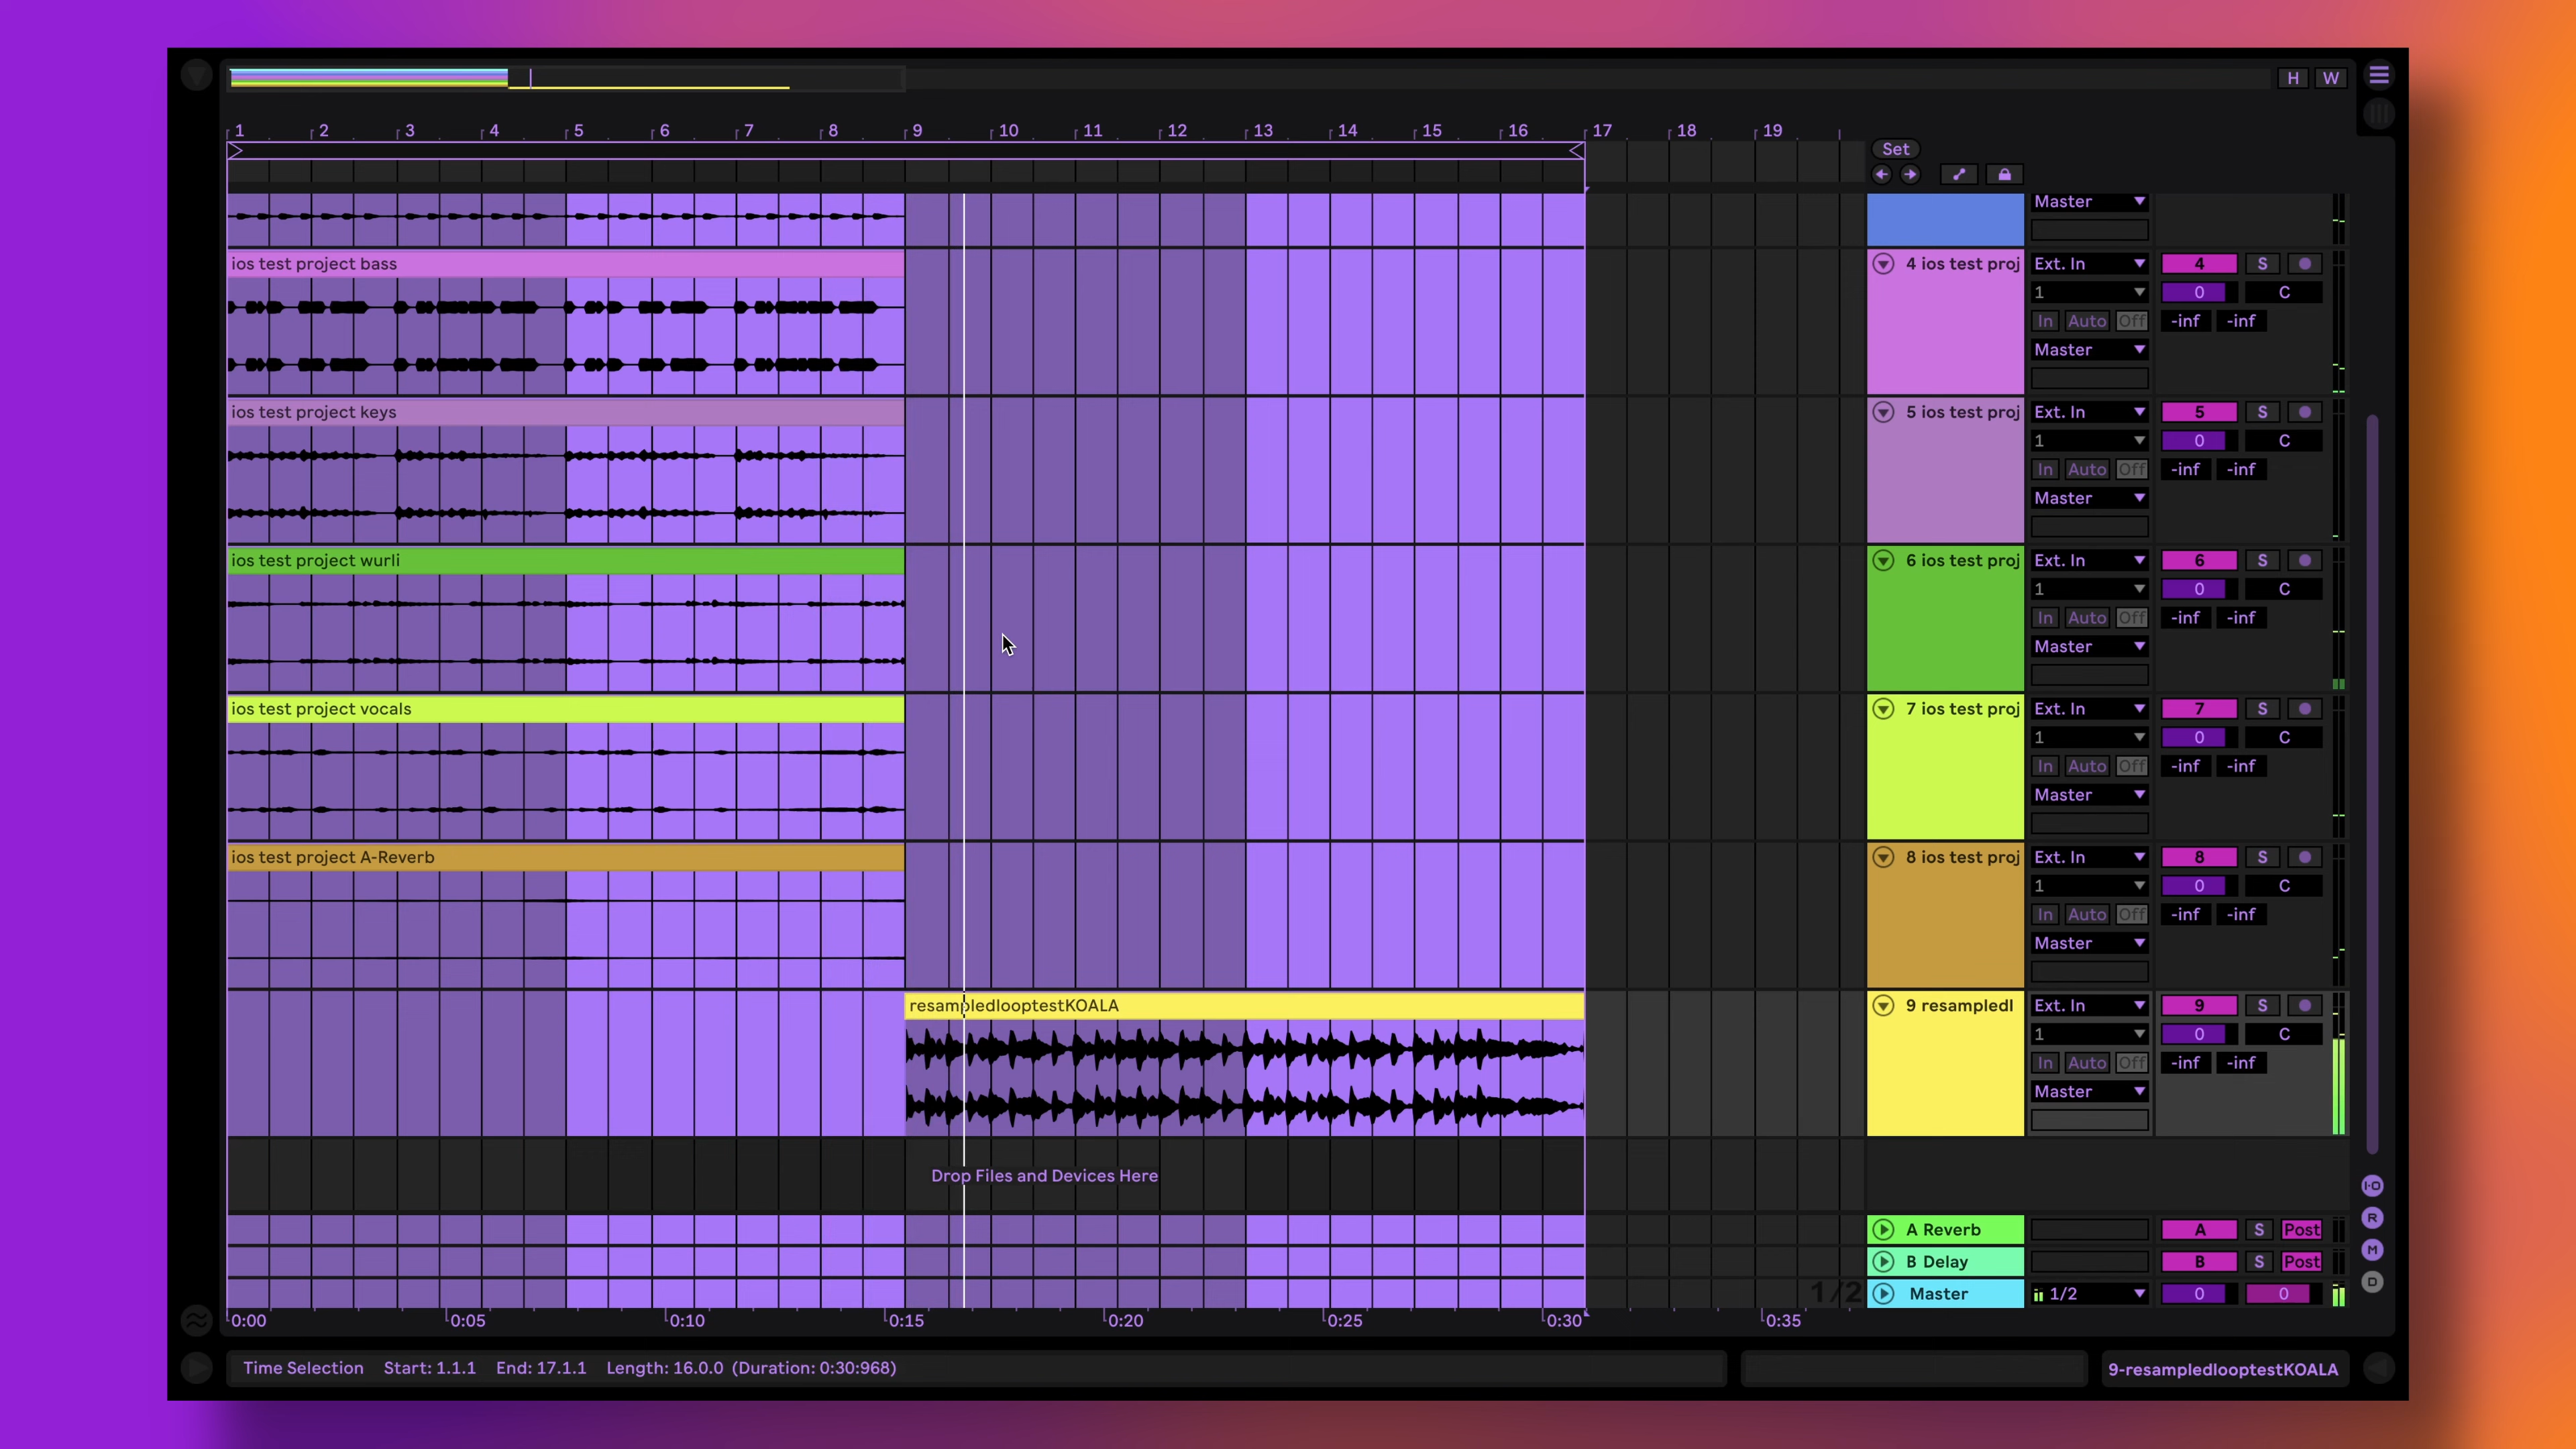 H W
1 2 3 4 5 6 7 8 9 10 11 12 13 14 15 16 17 18 19
Set
Master
ios test project bass
4 ios test proj Ext. In 4 S
1 0 C
In Auto Off -inf -inf
Master
ios test project keys
5 ios test proj Ext. In 5 S
1 0 C
In Auto Off -inf -inf
Master
ios test project wurli
6 ios test proj Ext. In 6 S
1 0 C
In Auto Off -inf -inf
Master
ios test project vocals
7 ios test proj Ext. In 7 S
1 0 C
In Auto Off -inf -inf
Master
ios test project A-Reverb
8 ios test proj Ext. In 8 S
1 0 C
In Auto Off -inf -inf
Master
resampledlooptestKOALA
9 resampledl Ext. In 9 S
1 0 C
In Auto Off -inf -inf
Master
Drop Files and Devices Here
I·O
R
A Reverb A S Post
M
B Delay B S Post
D
1/2 Master 1/2 0 0
0:00 0:05 0:10 0:15 0:20 0:25 0:30 0:35
Time Selection Start: 1.1.1 End: 17.1.1 Length: 16.0.0 (Duration: 0:30:968)
9-resampledlooptestKOALA